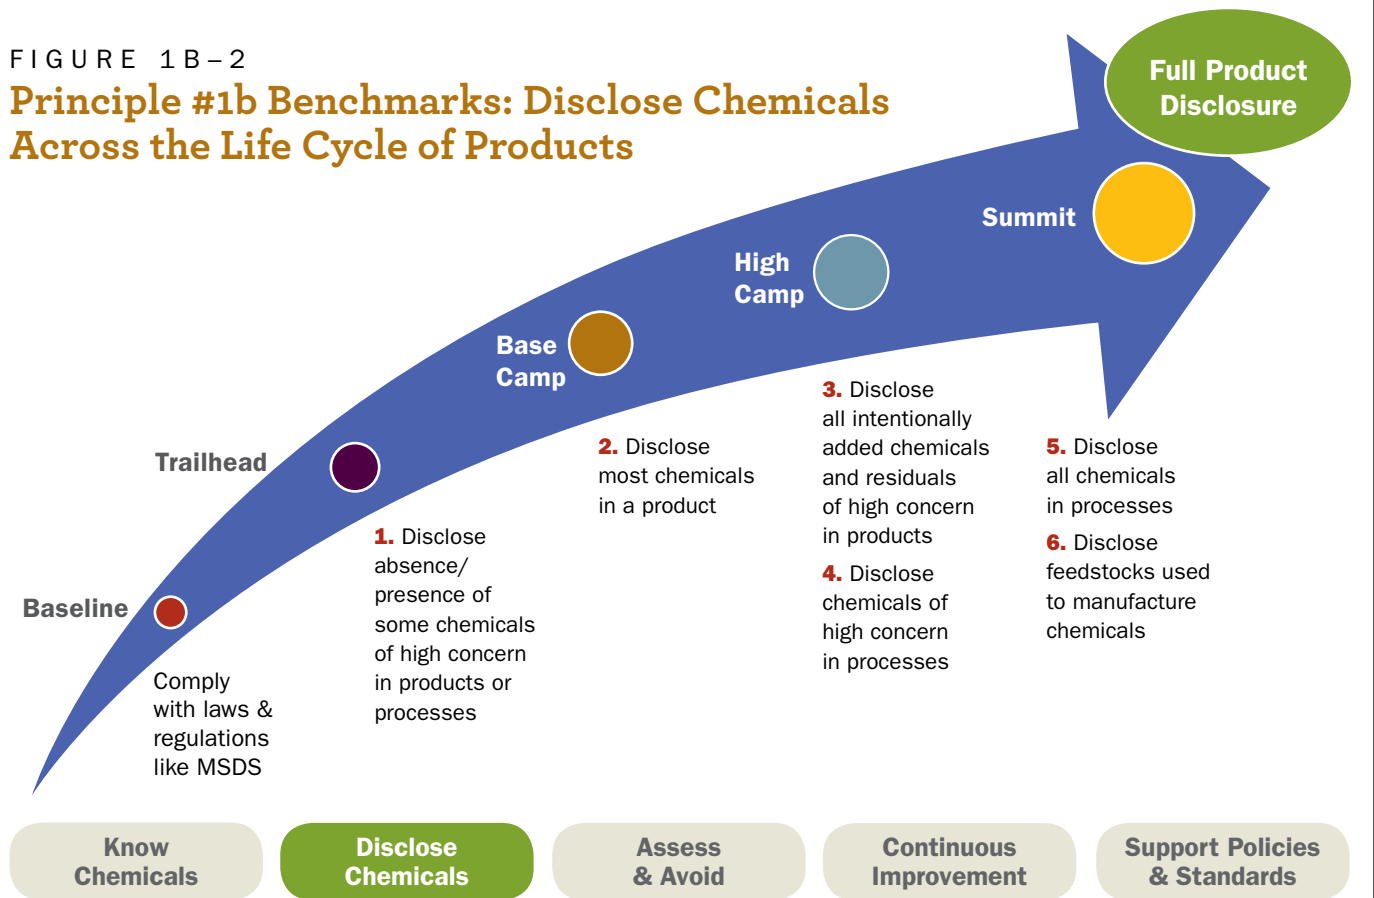 FIGURE 1B–2
Principle #1b Benchmarks: Disclose Chemicals
Across the Life Cycle of Products
Full Product
Disclosure
Summit
High
Camp
Base
Camp
Trailhead
Baseline
Comply
with laws &
regulations
like MSDS
1. Disclose
absence/
presence of
some chemicals
of high concern
in products or
processes
2. Disclose
most chemicals
in a product
3. Disclose
all intentionally
added chemicals
and residuals
of high concern
in products
4. Disclose
chemicals of
high concern
in processes
5. Disclose
all chemicals
in processes
6. Disclose
feedstocks used
to manufacture
chemicals
Know
Chemicals
Disclose
Chemicals
Assess
& Avoid
Continuous
Improvement
Support Policies
& Standards